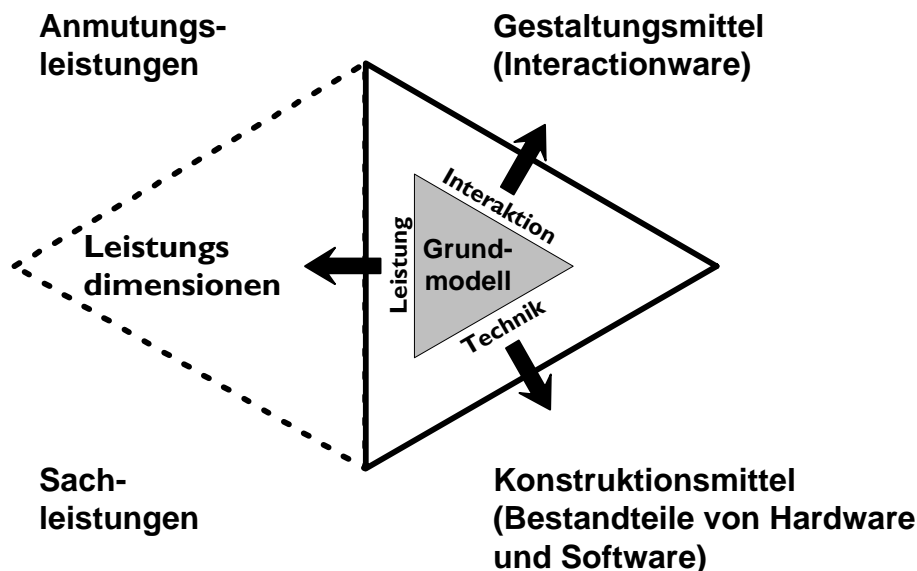 Anmutungs-
leistungen
Gestaltungsmittel
(Interactionware)
Interaktion
Leistungs
dimensionen
Leistung
Grund-
modell
Technik
Sach-
leistungen
Konstruktionsmittel
(Bestandteile von Hardware
und Software)